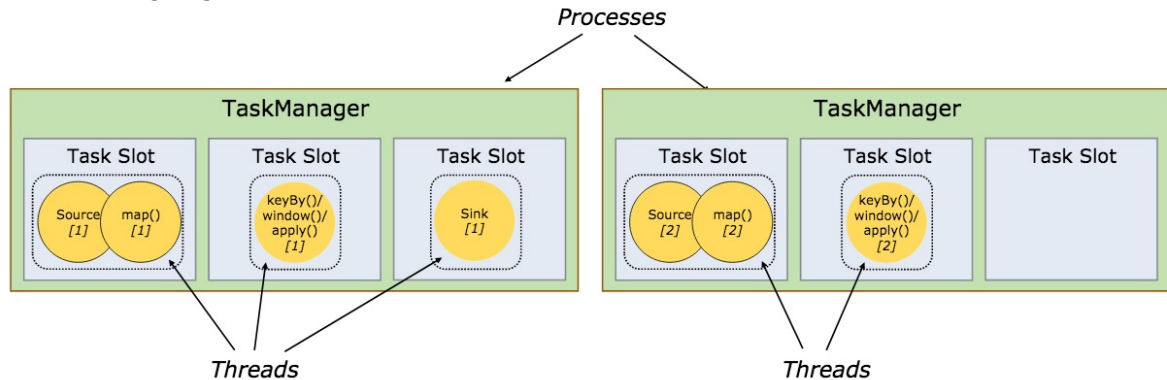 Processes
TaskManager
Task Slot
Source
[1]
map()
[1]
Task Slot
keyBy()/
window()/
apply()
[1]
Task Slot
Sink
[1]
TaskManager
Task Slot
Source
[2]
map()
[2]
Task Slot
keyBy()/
window()/
apply()
[2]
Task Slot
Threads
Threads